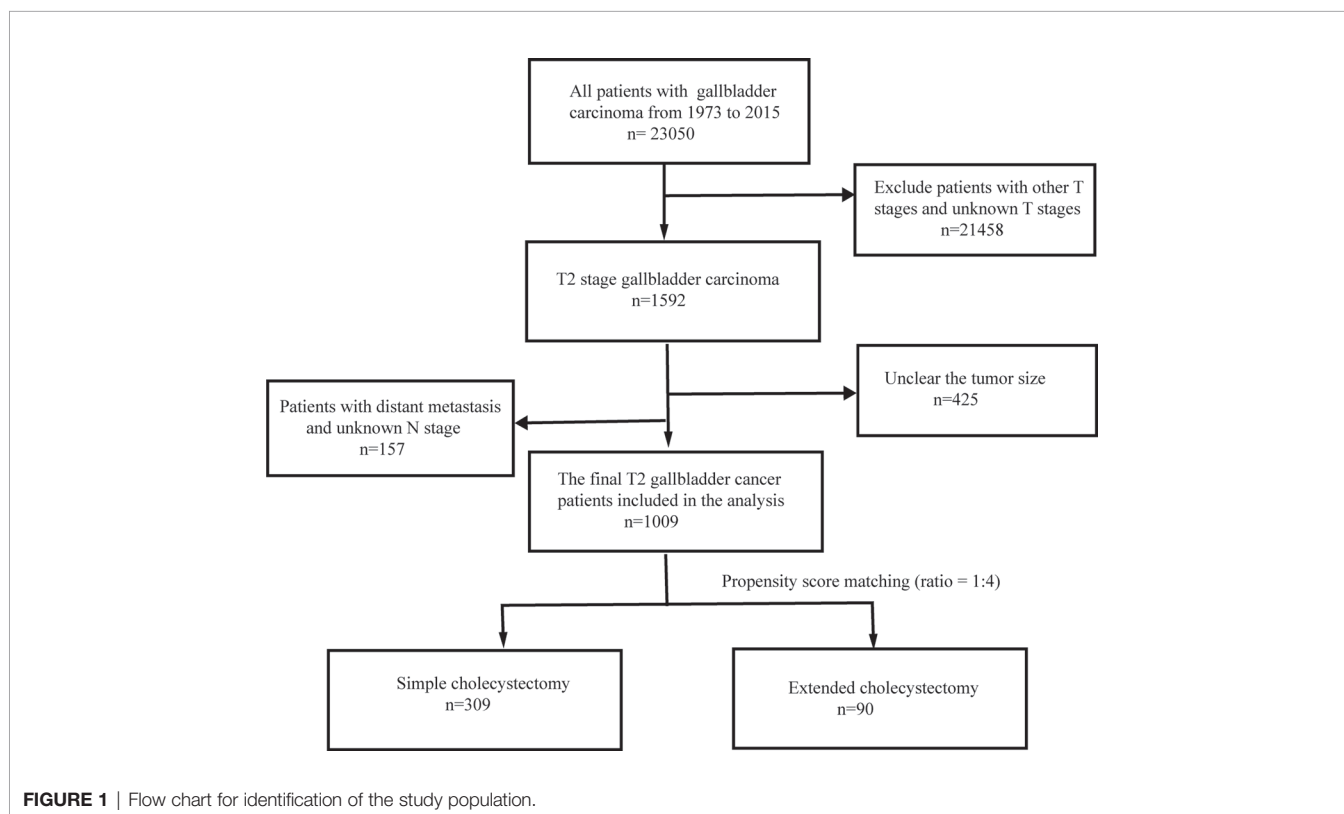 All patients with gallbladder
carcinoma from 1973 to 2015
n= 23050
Exclude patients with other T
stages and unknown T stages
n=21458
T2 stage gallbladder carcinoma
n=1592
Unclear the tumor size
n=425
Patients with distant metastasis
and unknown N stage
n=157
The final T2 gallbladder cancer
patients included in the analysis
n=1009
Propensity score matching (ratio = 1:4)
Simple cholecystectomy
n=309
Extended cholecystectomy
n=90
FIGURE 1 | Flow chart for identification of the study population.